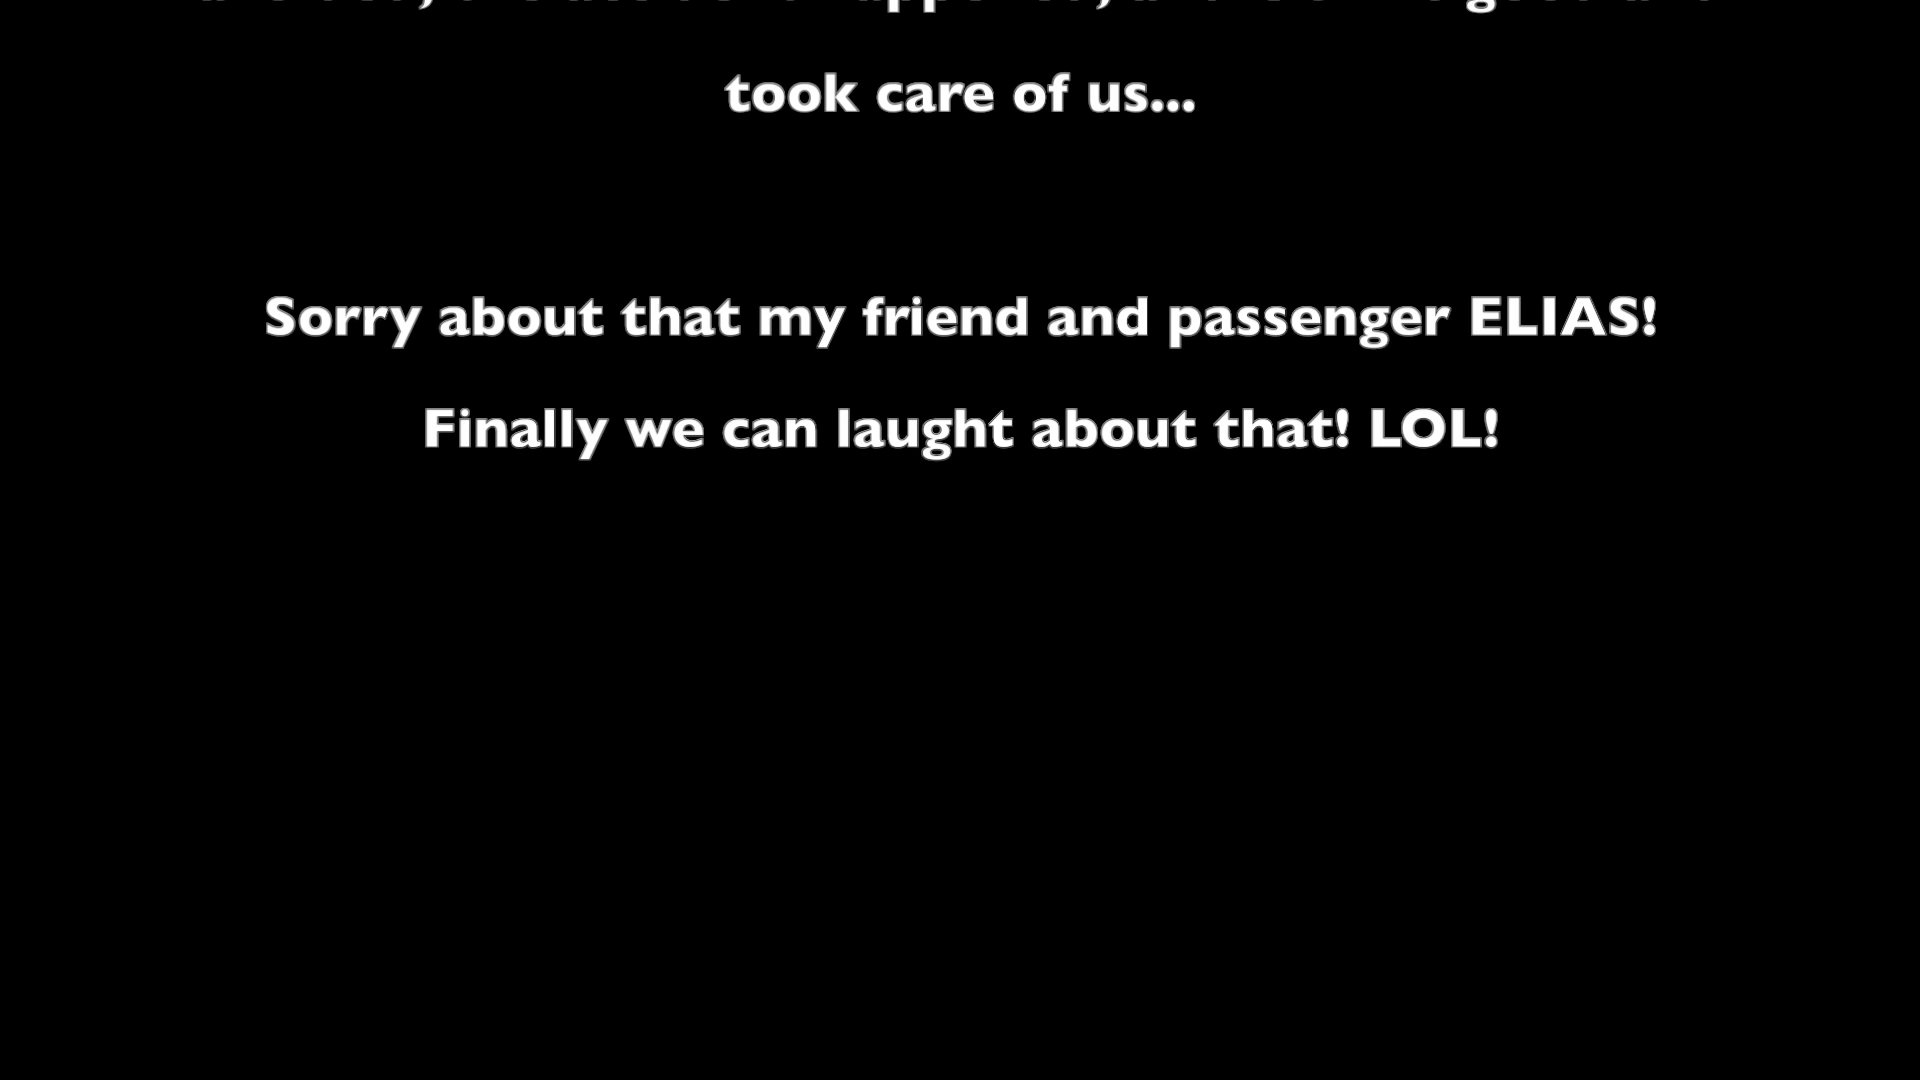 took care of us...
Sorry about that my friend and passenger ELIAS!
Finally we can laught about that! LOL!